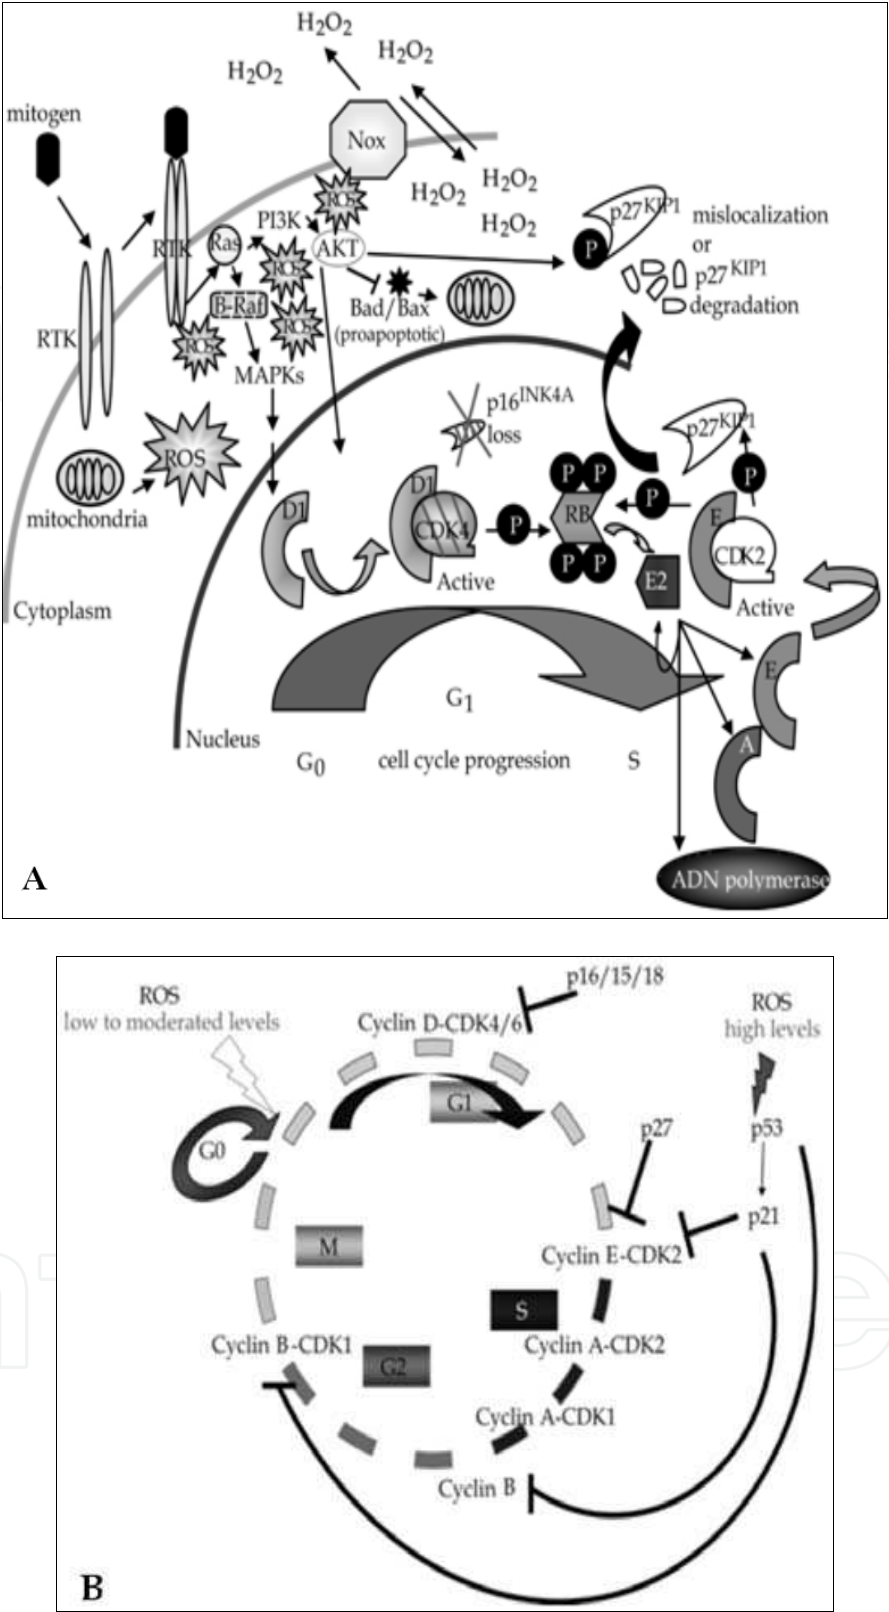 H₂O₂
H₂O₂
H₂O₂
mitogen
Nox
H₂O₂
H₂O₂
H₂O₂
ROS
ROS
PI3K
Ras
AKT
RTK
p27KIP1
P
mislocalization
or
p27KIP1
degradation
ROS
B-Raf
Bad/Bax
(proapoptotic)
ROS
ROS
RTK
MAPKs
p16INK4A
loss
p27KIP1
ROS
mitochondria
P P
P
P
D1
D1
CDK4
P
RB
E
CDK2
P P
E2
Active
Active
Cytoplasm
E
G₁
Nucleus
A
G₀
cell cycle progression
S
ADN polymerase
A
p16/15/18
ROS
low to moderated levels
Cyclin D-CDK4/6
ROS
high levels
G1
p27
p53
G0
p21
M
Cyclin E-CDK2
S
Cyclin B-CDK1
Cyclin A-CDK2
G2
Cyclin A-CDK1
Cyclin B
B